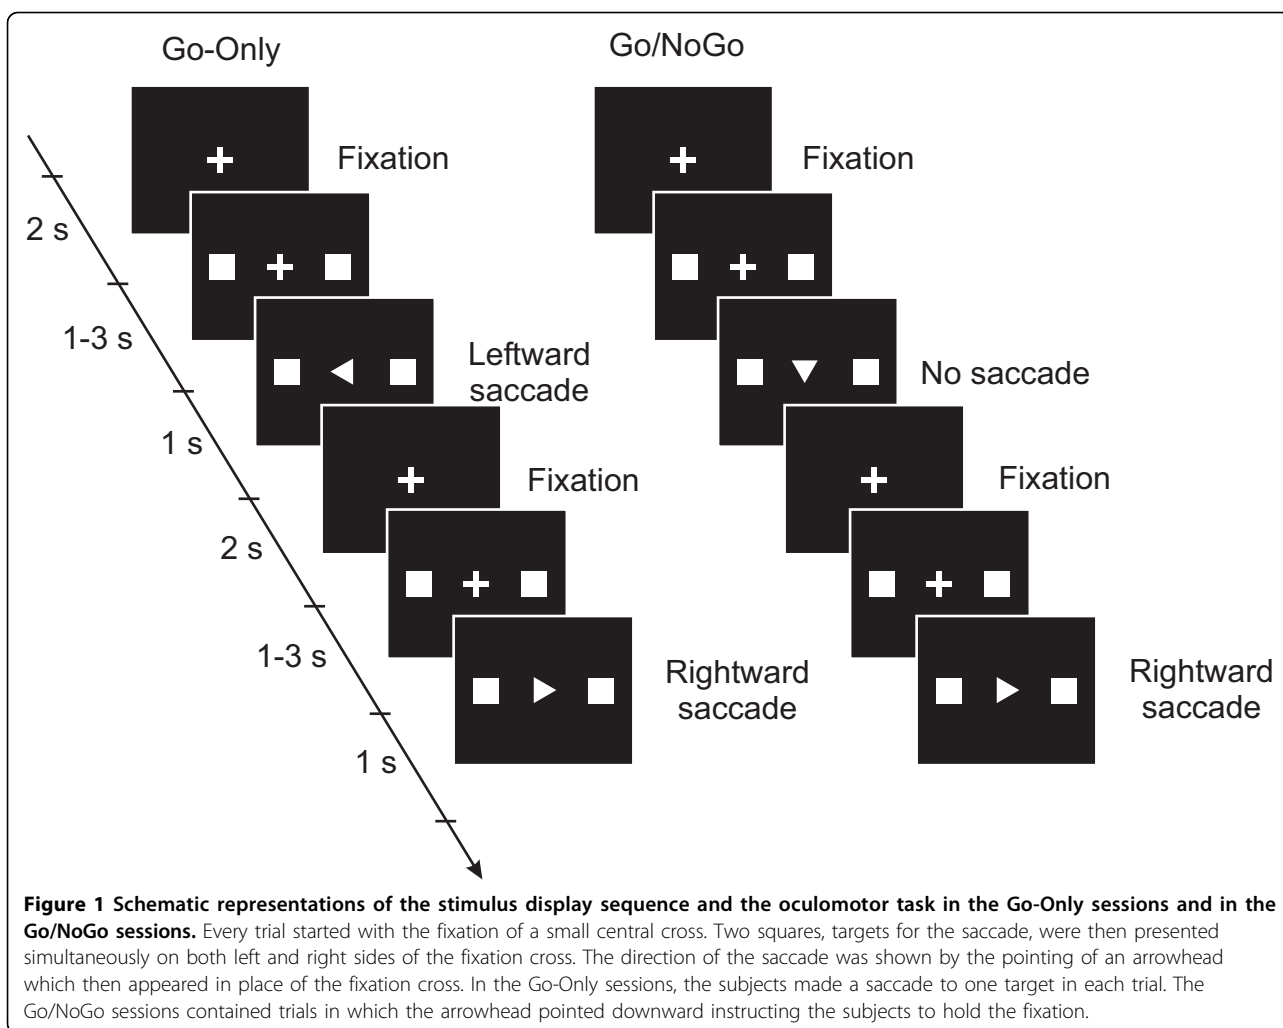 Go-Only
Go/NoGo
Fixation
Fixation
2 s
1-3 s
Leftward
saccade
No saccade
1 s
Fixation
Fixation
2 s
1-3 s
Rightward
saccade
Rightward
saccade
1 s
Figure 1 Schematic representations of the stimulus display sequence and the oculomotor task in the Go-Only sessions and in the
Go/NoGo sessions. Every trial started with the fixation of a small central cross. Two squares, targets for the saccade, were then presented
simultaneously on both left and right sides of the fixation cross. The direction of the saccade was shown by the pointing of an arrowhead
which then appeared in place of the fixation cross. In the Go-Only sessions, the subjects made a saccade to one target in each trial. The
Go/NoGo sessions contained trials in which the arrowhead pointed downward instructing the subjects to hold the fixation.